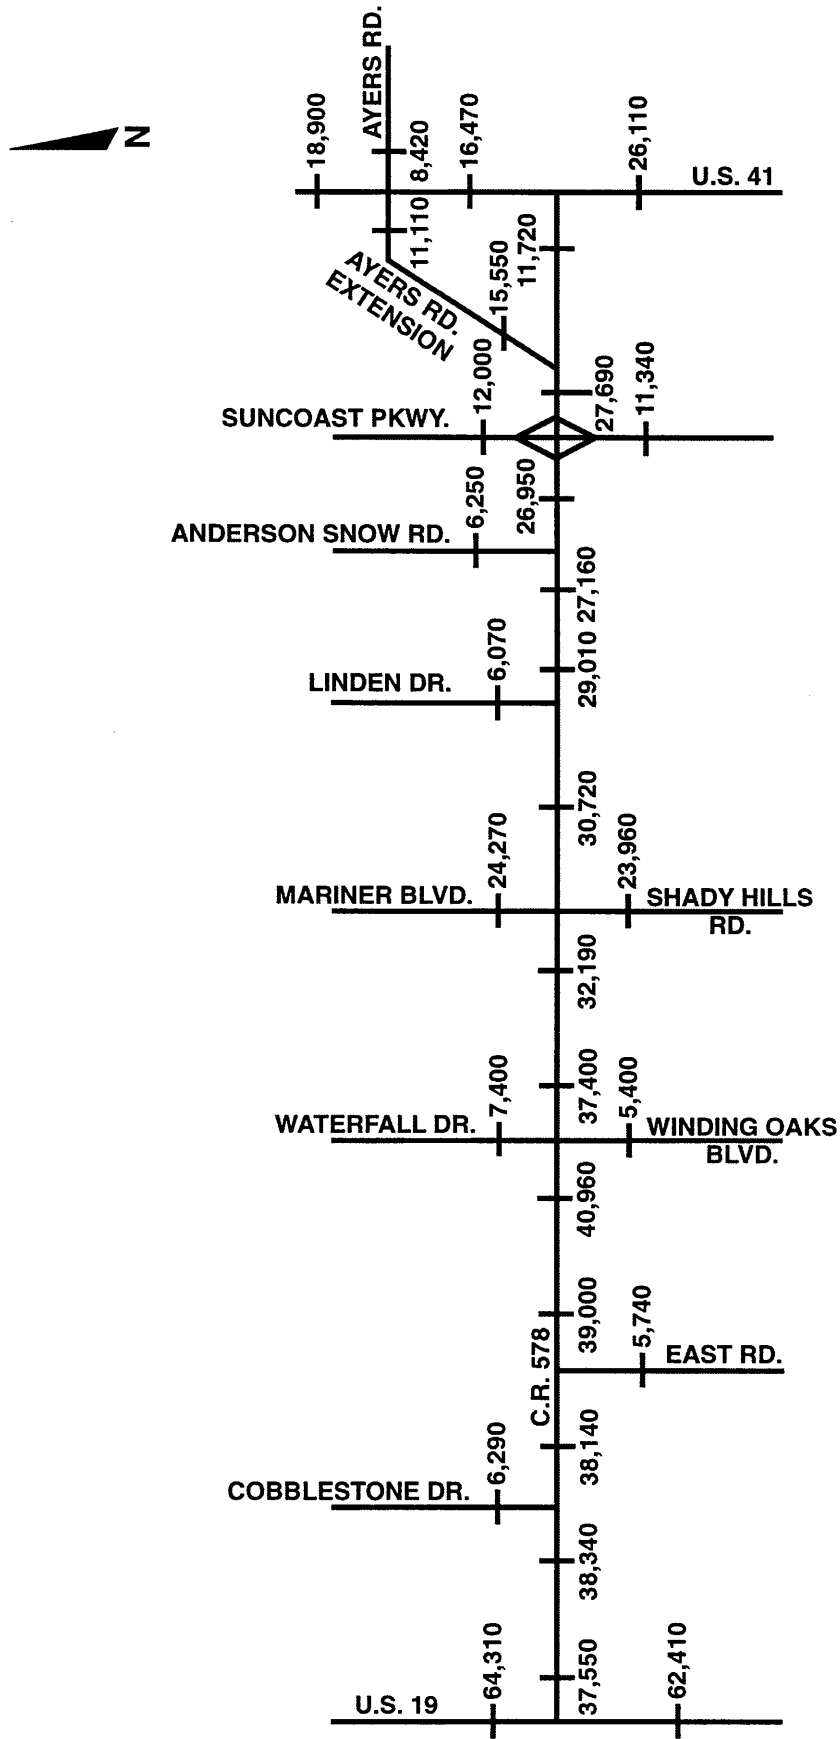 N
18,900
AYERS RD.
8,420
16,470
26,110
U.S. 41
11,110
AYERS RD.
EXTENSION
15,550
11,720
12,000
27,690
11,340
SUNCOAST PKWY.
6,250
26,950
ANDERSON SNOW RD.
27,160
6,070
29,010
LINDEN DR.
30,720
24,270
23,960
MARINER BLVD.
SHADY HILLS
RD.
32,190
7,400
37,400
5,400
WATERFALL DR.
WINDING OAKS
BLVD.
40,960
39,000
5,740
C.R. 578
EAST RD.
38,140
6,290
COBBLESTONE DR.
38,340
64,310
37,550
62,410
U.S. 19